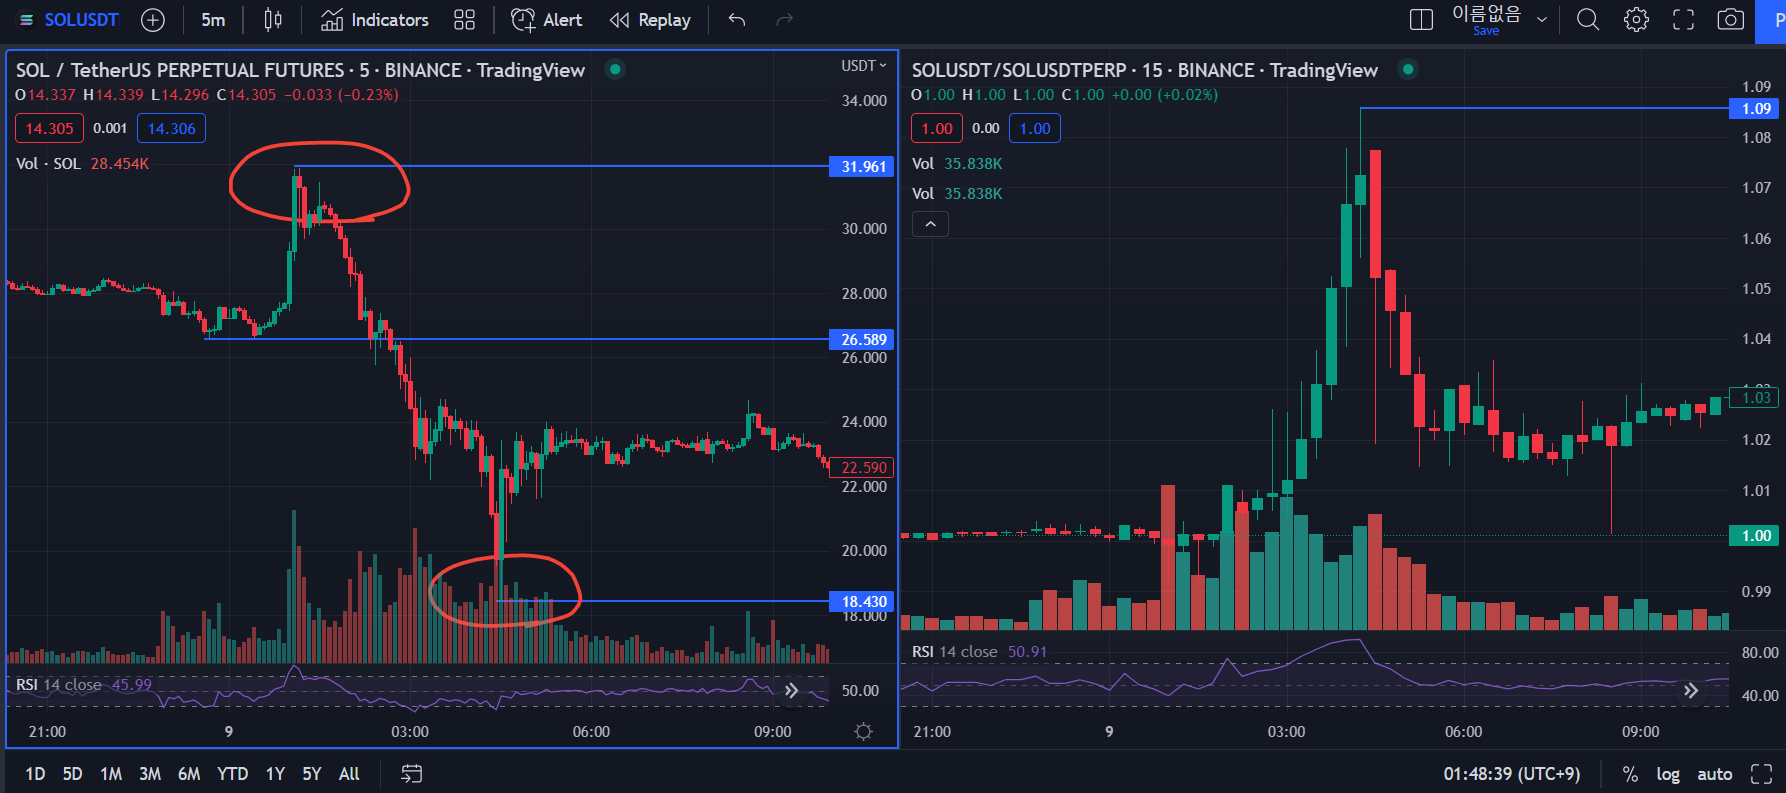 SOLUSDT 5m Indicators Alert Replay 이름없음 Save P
SOL / TetherUS PERPETUAL FUTURES · 5 · BINANCE · TradingView USDT
O14.337 H14.339 L14.296 C14.305 −0.033 (−0.23%)
14.305 0.001 14.306
Vol · SOL 28.454K
34.000
31.961
30.000
28.000
26.589
26.000
24.000
22.590
22.000
20.000
18.430
18.000
RSI 14 close 45.99
50.00
21:00 9 03:00 06:00 09:00
SOLUSDT/SOLUSDTPERP · 15 · BINANCE · TradingView
O1.00 H1.00 L1.00 C1.00 +0.00 (+0.02%)
1.00 0.00 1.00
Vol 35.838K
Vol 35.838K
1.09
1.09
1.08
1.07
1.06
1.05
1.04
1.03
1.02
1.01
1.00
0.99
RSI 14 close 50.91
80.00
40.00
21:00 9 03:00 06:00 09:00
1D 5D 1M 3M 6M YTD 1Y 5Y All 01:48:39 (UTC+9) % log auto